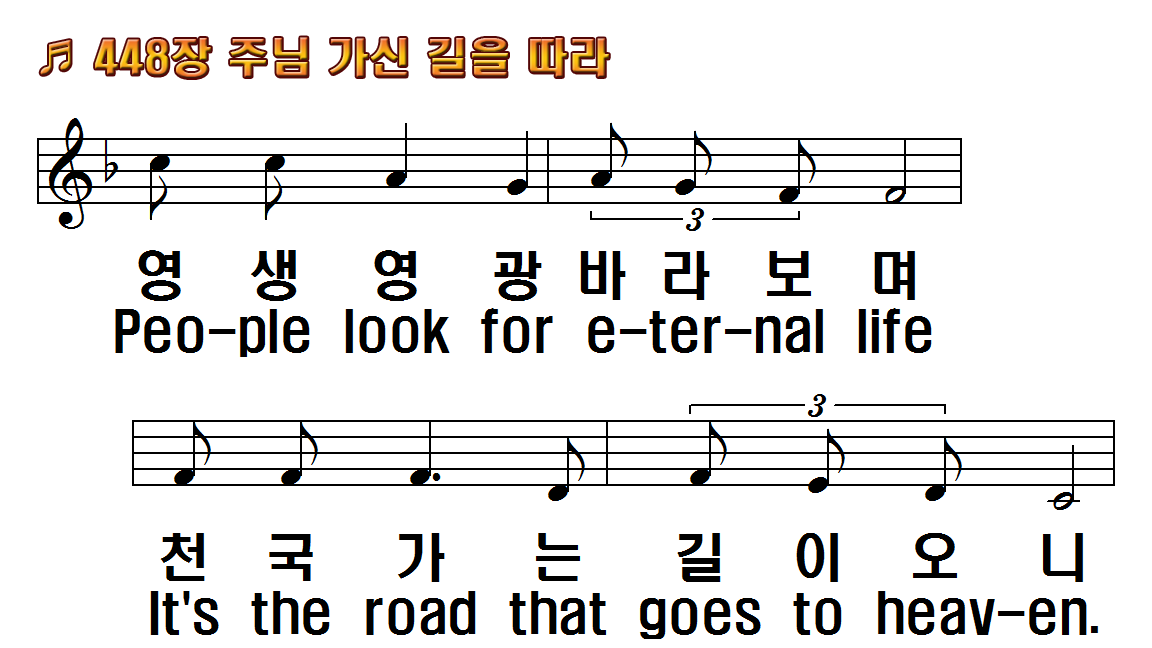 ♬ 448장 주님 가신 길을 따라
3
영 생 영 광 바 라 보 며
Peo-ple look for e-ter-nal life
3
천 국 가 는 길 이 오 니
It's the road that goes to heav-en.